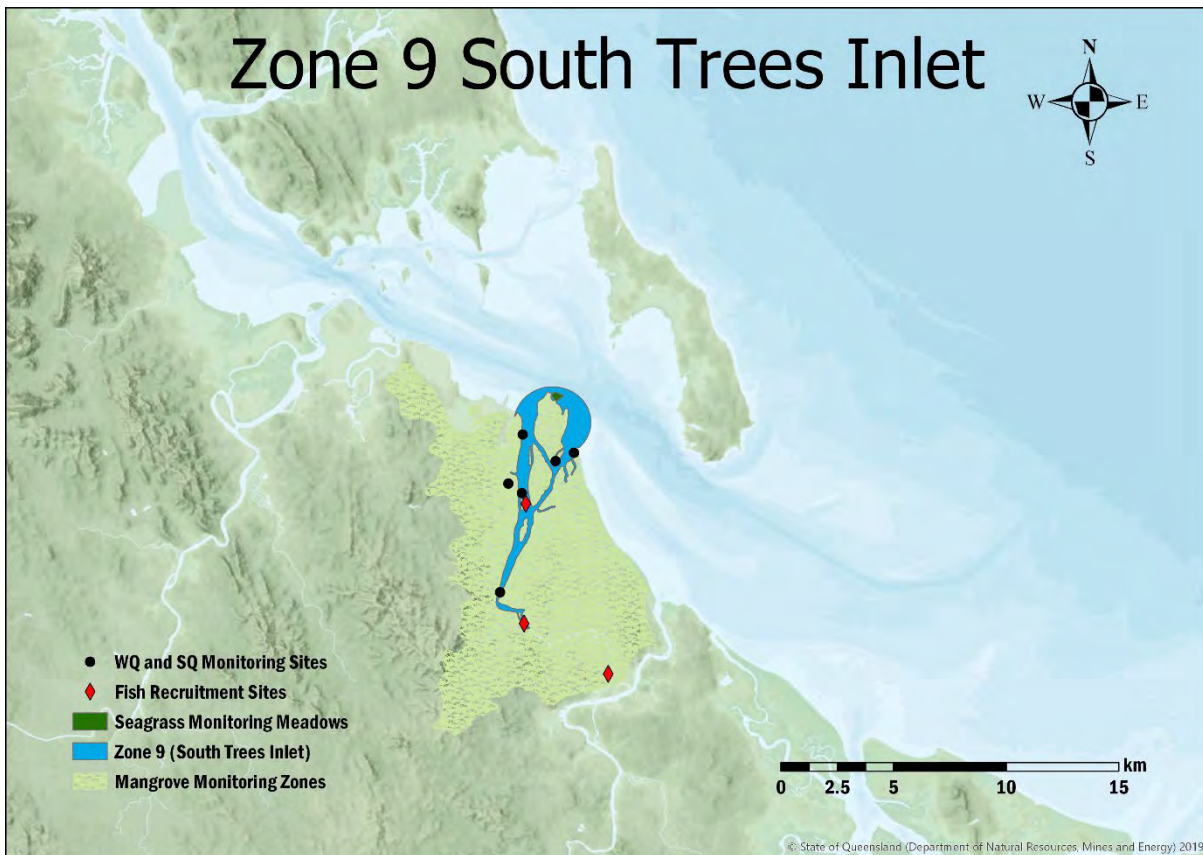 Zone 9 South Trees Inlet
N
W E
S
WQ and SQ Monitoring Sites
Fish Recruitment Sites
Seagrass Monitoring Meadows
Zone 9 (South Trees Inlet)
Mangrove Monitoring Zones
km
0 2.5 5 10 15
© State of Queensland (Department of Natural Resources, Mines and Energy) 2018